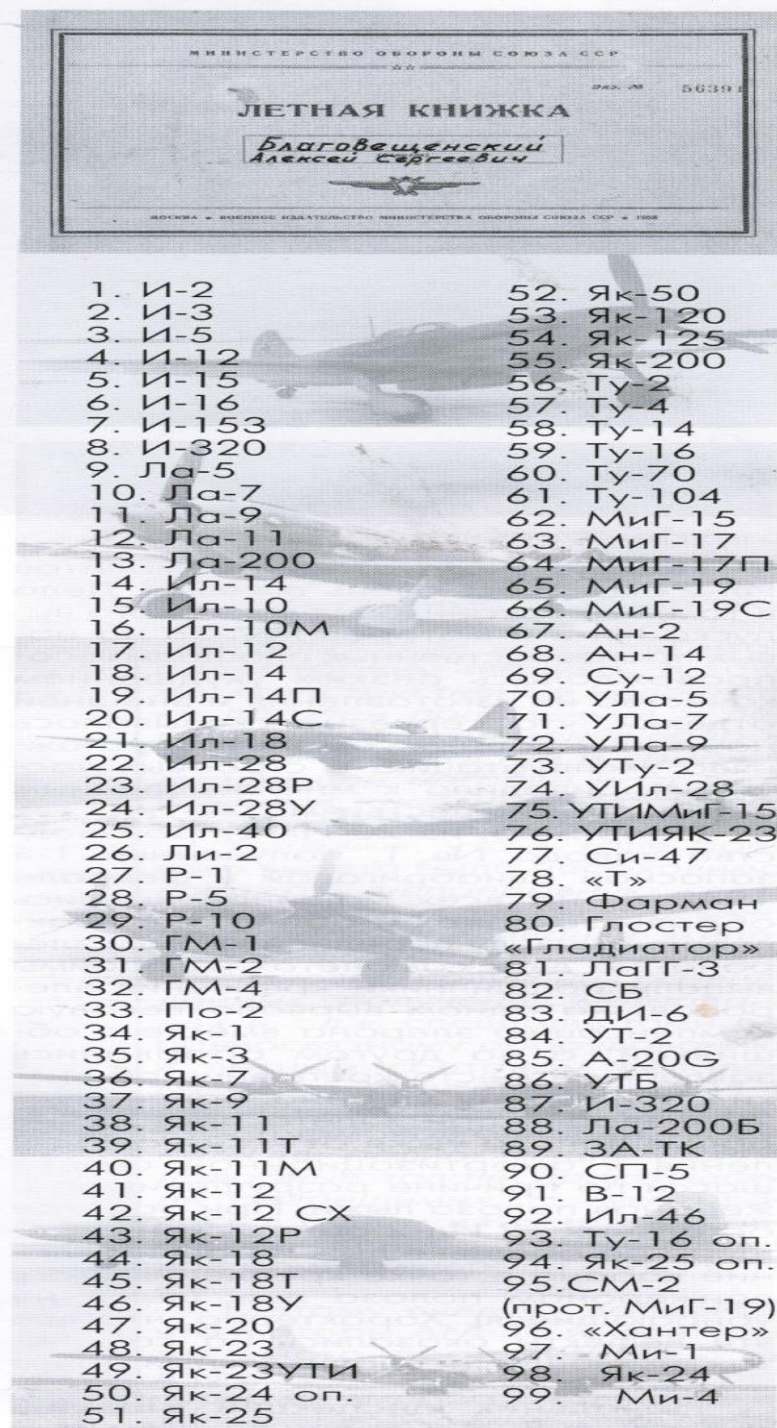 МИНИСТЕРСТВО ОБОРОНЫ СОЮЗА ССР
Экз. № 56391
ЛЕТНАЯ КНИЖКА
Благовещенский
Алексей Сергеевич
МОСКВА ★ ВОЕННОЕ ИЗДАТЕЛЬСТВО МИНИСТЕРСТВА ОБОРОНЫ СОЮЗА ССР ★ 1958
1. И-2
2. И-3
3. И-5
4. И-12
5. И-15
6. И-16
7. И-153
8. И-320
9. Ла-5
10. Ла-7
11. Ла-9
12. Ла-11
13. Ла-200
14. Ил-14
15. Ил-10
16. Ил-10М
17. Ил-12
18. Ил-14
19. Ил-14П
20. Ил-14С
21. Ил-18
22. Ил-28
23. Ил-28Р
24. Ил-28У
25. Ил-40
26. Ли-2
27. Р-1
28. Р-5
29. Р-10
30. ГМ-1
31. ГМ-2
32. ГМ-4
33. По-2
34. Як-1
35. Як-3
36. Як-7
37. Як-9
38. Як-11
39. Як-11Т
40. Як-11М
41. Як-12
42. Як-12 СХ
43. Як-12Р
44. Як-18
45. Як-18Т
46. Як-18У
47. Як-20
48. Як-23
49. Як-23УТИ
50. Як-24 оп.
51. Як-25
52. Як-50
53. Як-120
54. Як-125
55. Як-200
56. Ту-2
57. Ту-4
58. Ту-14
59. Ту-16
60. Ту-70
61. Ту-104
62. МиГ-15
63. МиГ-17
64. МиГ-17П
65. МиГ-19
66. МиГ-19С
67. Ан-2
68. Ан-14
69. Су-12
70. УЛа-5
71. УЛа-7
72. УЛа-9
73. УТу-2
74. УИл-28
75. УТИМиГ-15
76. УТИЯК-23
77. Си-47
78. «Т»
79. Фарман
80. Глостер
«Гладиатор»
81. ЛаГГ-3
82. СБ
83. ДИ-6
84. УТ-2
85. А-20G
86. УТБ
87. И-320
88. Ла-200Б
89. ЗА-ТК
90. СП-5
91. В-12
92. Ил-46
93. Ту-16 оп.
94. Як-25 оп.
95.СМ-2
(прот. МиГ-19)
96. «Хантер»
97. Ми-1
98. Як-24
99. Ми-4